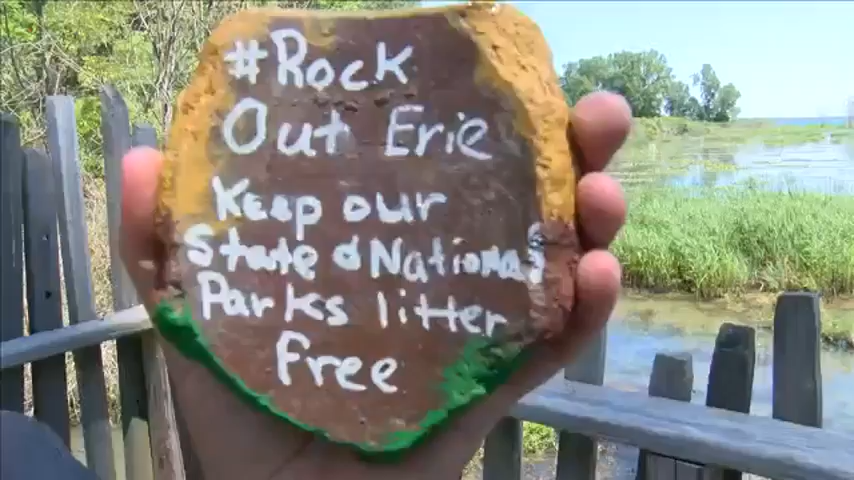 #Rock
Out Erie
Keep our
State & National
Parks litter
free